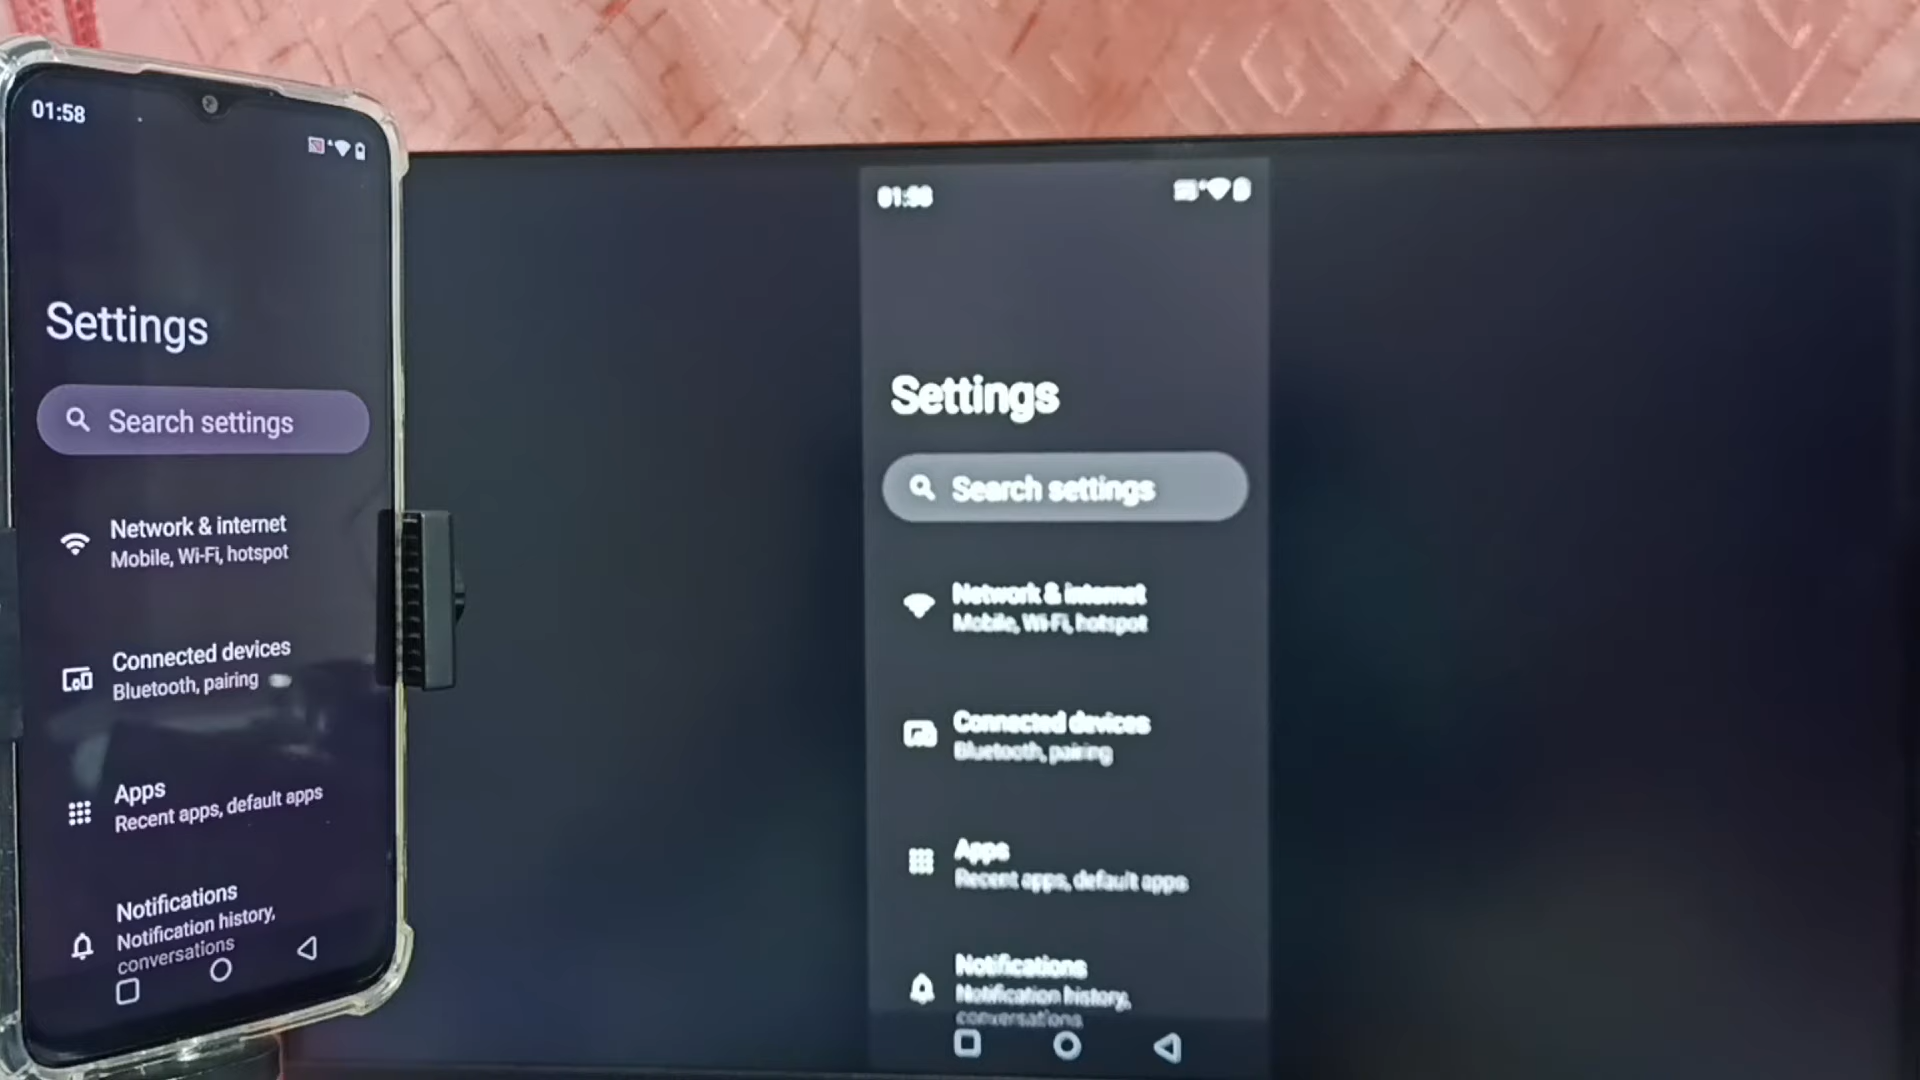 01:58
Settings
Search settings
Network & internet
Mobile, Wi-Fi, hotspot
Connected devices
Bluetooth, pairing
Apps
Recent apps, default apps
Notifications
Notification history,
conversations
01:58
Settings
Search settings
Network & internet
Mobile, Wi-Fi, hotspot
Connected devices
Bluetooth, pairing
Apps
Recent apps, default apps
Notifications
Notification history,
conversations